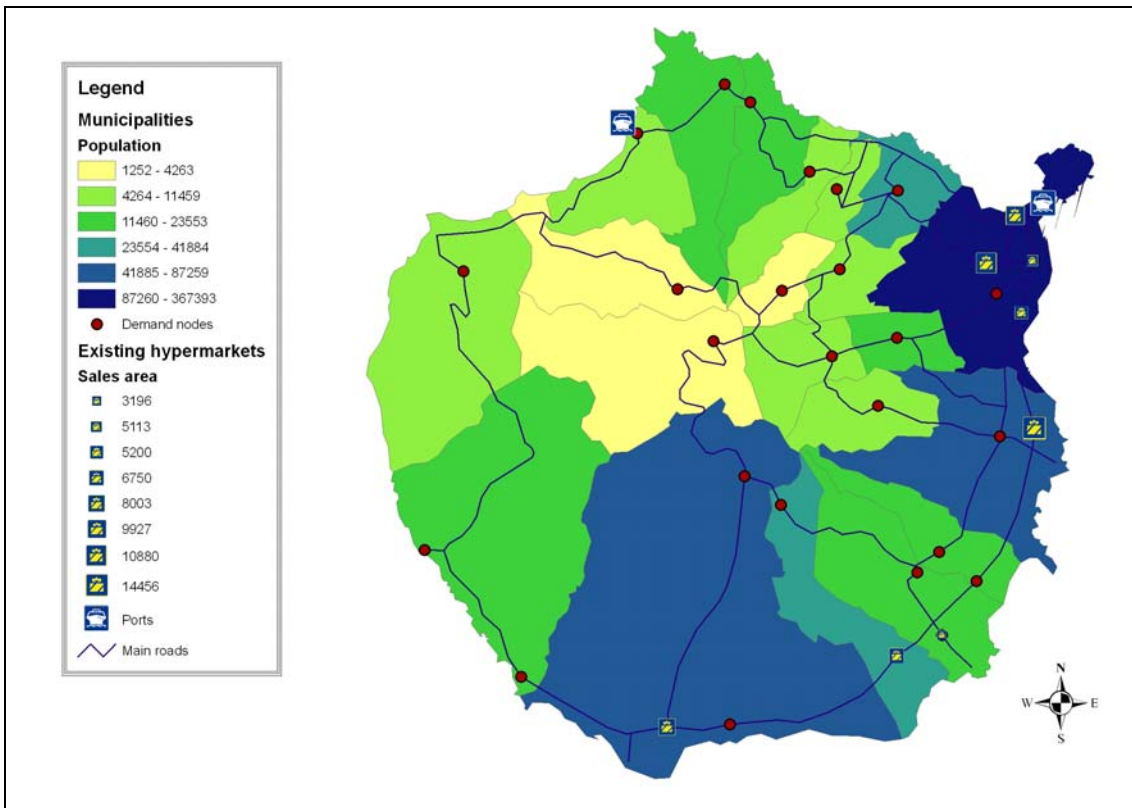 Legend
Municipalities
Population
1252 - 4263
4264 - 11459
11460 - 23553
23554 - 41884
41885 - 87259
87260 - 367393
Demand nodes
Existing hypermarkets
Sales area
3196
5113
5200
6750
8003
9927
10880
14456
Ports
Main roads
N
W E
S